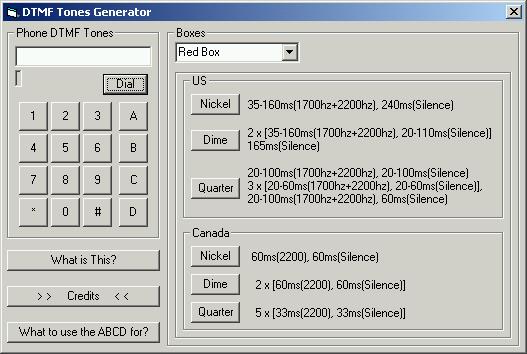 DTMF Tones Generator
Phone DTMF Tones
Dial
1 2 3 A
4 5 6 B
7 8 9 C
* 0 # D
What is This?
>> Credits <<
What to use the ABCD for?
Boxes
Red Box
US
Nickel 35-160ms(1700hz+2200hz), 240ms(Silence)
Dime 2 x [35-160ms(1700hz+2200hz), 20-110ms(Silence)]
165ms(Silence)
20-100ms(1700hz+2200hz), 20-100ms(Silence)
Quarter 3 x [20-60ms(1700hz+2200hz), 20-60ms(Silence)],
20-100ms(1700hz+2200hz), 60ms(Silence)
Canada
Nickel 60ms(2200), 60ms(Silence)
Dime 2 x [60ms(2200), 60ms(Silence)]
Quarter 5 x [33ms(2200), 33ms(Silence)]